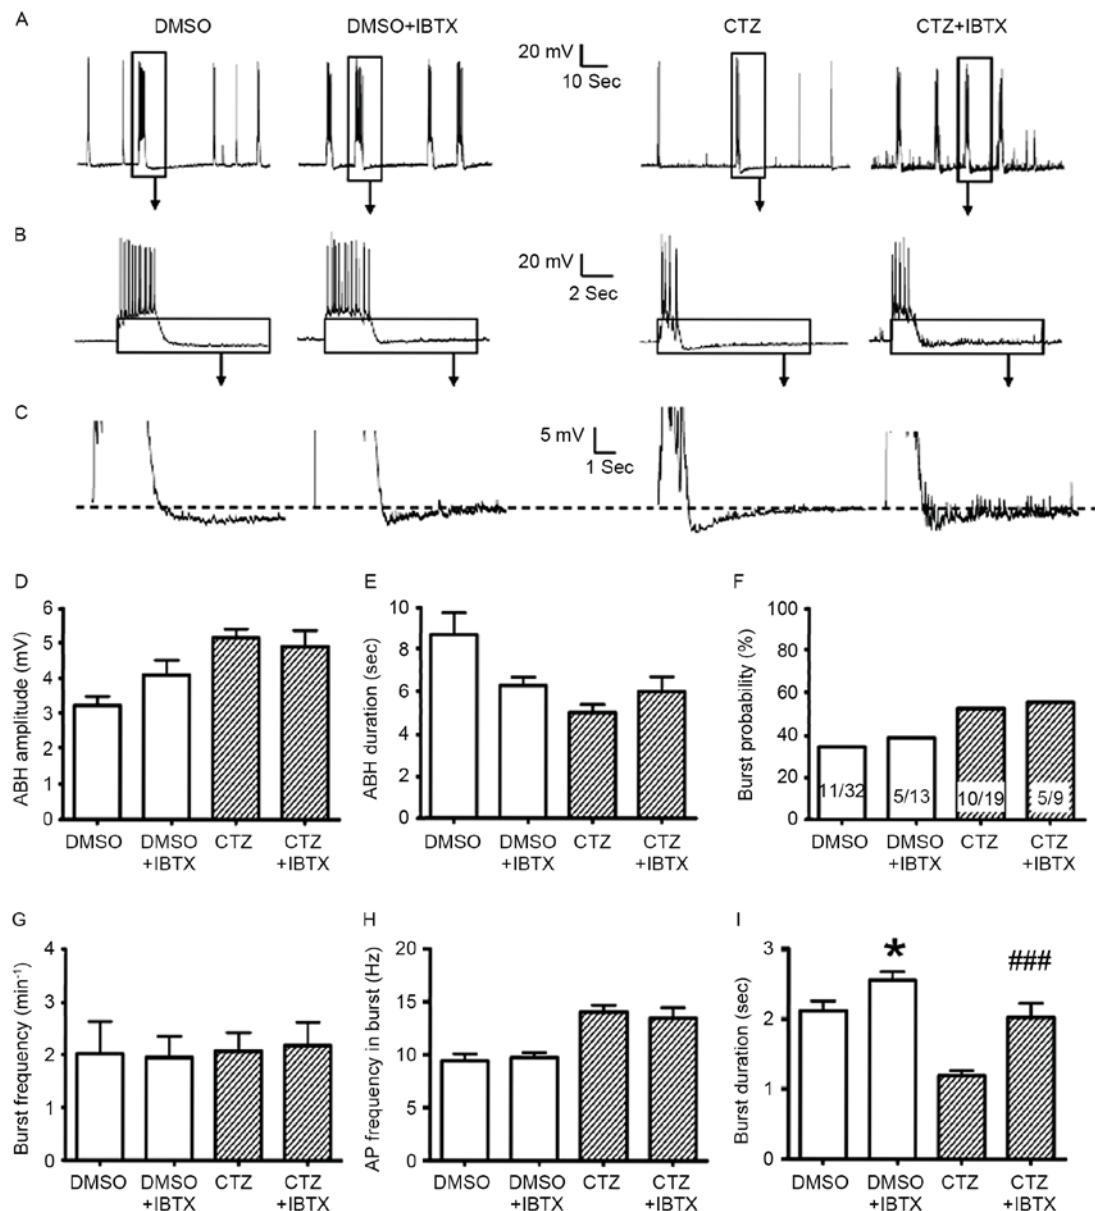 A
DMSO
DMSO+IBTX
CTZ
CTZ+IBTX
20 mV
10 Sec
B
20 mV
2 Sec
C
5 mV
1 Sec
D
ABH amplitude (mV)
6
5
4
3
2
1
0
DMSO
DMSO
+IBTX
CTZ
CTZ
+IBTX
E
ABH duration (sec)
10
8
6
4
2
0
DMSO
DMSO
+IBTX
CTZ
CTZ
+IBTX
F
Burst probability (%)
100
80
60
40
20
0
11/32
5/13
10/19
5/9
DMSO
DMSO
+IBTX
CTZ
CTZ
+IBTX
G
Burst frequency (min⁻¹)
4
3
2
1
0
DMSO
DMSO
+IBTX
CTZ
CTZ
+IBTX
H
AP frequency in burst (Hz)
20
15
10
5
0
DMSO
DMSO
+IBTX
CTZ
CTZ
+IBTX
I
Burst duration (sec)
3
2
1
0
*
###
DMSO
DMSO
+IBTX
CTZ
CTZ
+IBTX